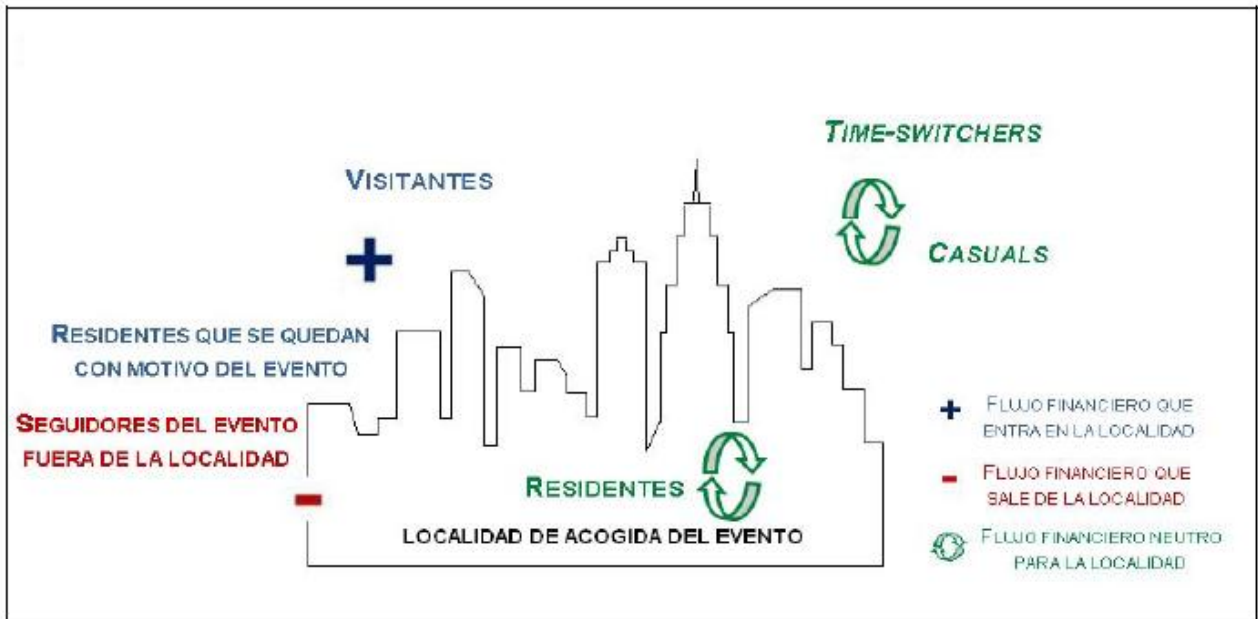 TIME-SWITCHERS
VISITANTES
CASUALS
RESIDENTES QUE SE QUEDAN
CON MOTIVO DEL EVENTO
SEGUIDORES DEL EVENTO
FUERA DE LA LOCALIDAD
RESIDENTES
LOCALIDAD DE ACOGIDA DEL EVENTO
+ FLUJO FINANCIERO QUE
ENTRA EN LA LOCALIDAD
- FLUJO FINANCIERO QUE
SALE DE LA LOCALIDAD
FLUJO FINANCIERO NEUTRO
PARA LA LOCALIDAD